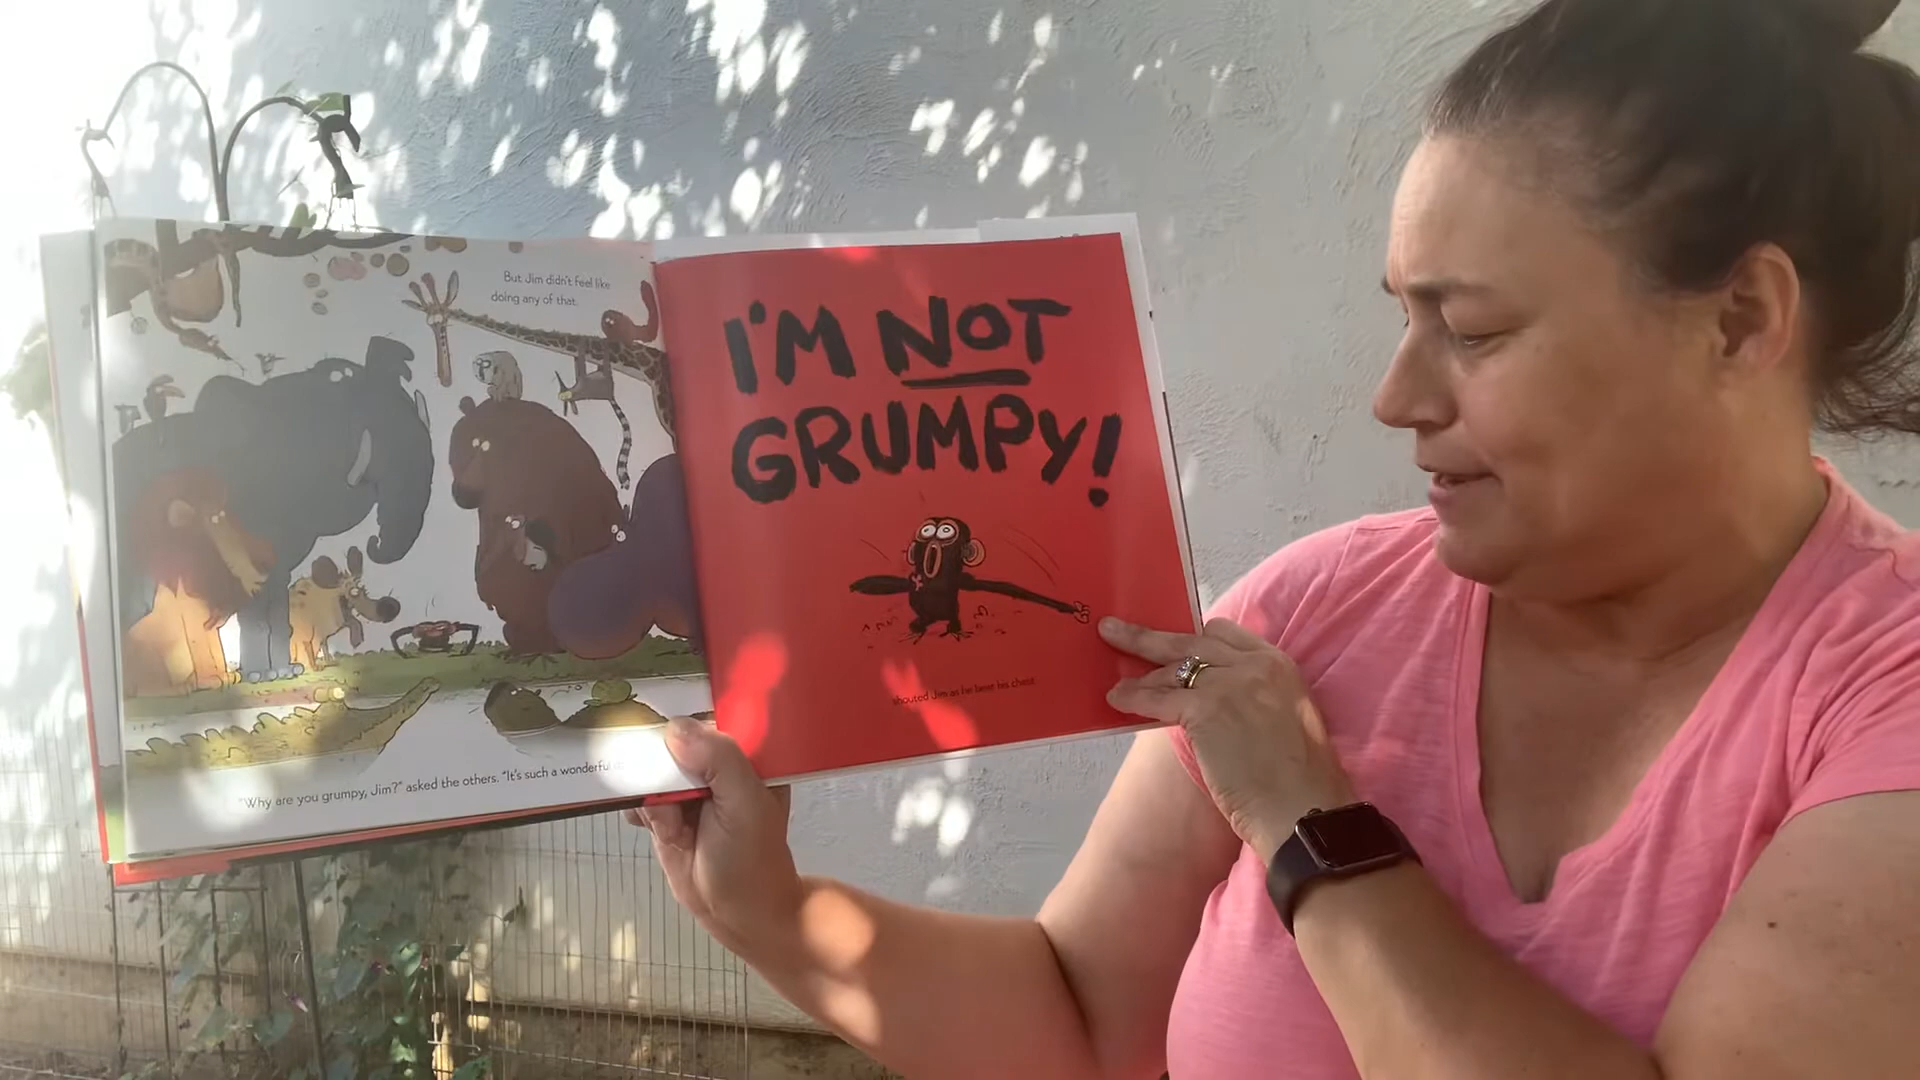 But Jim didn't feel like
doing any of that.
"Why are you grumpy, Jim?" asked the others. "It's such a wonderful
I'M NOT
GRUMPY!
shouted Jim as he beat his chest.